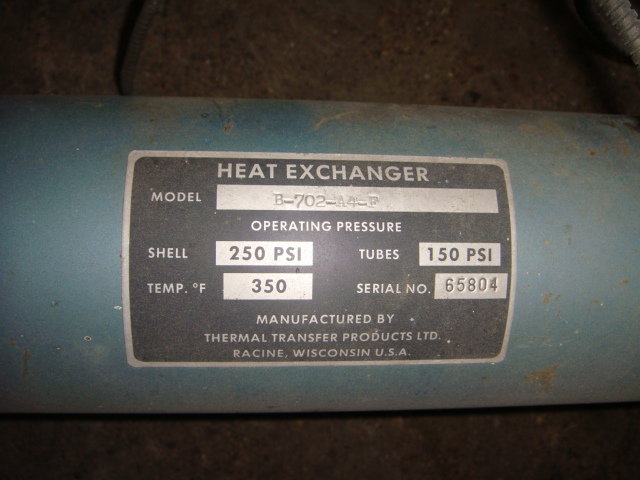 HEAT EXCHANGER
MODEL B-702-A4-F
OPERATING PRESSURE
SHELL 250 PSI TUBES 150 PSI
TEMP. °F 350 SERIAL NO. 65804
MANUFACTURED BY
THERMAL TRANSFER PRODUCTS LTD.
RACINE, WISCONSIN U.S.A.